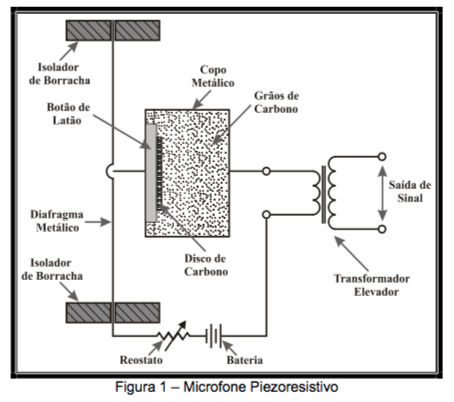 Isolador
de Borracha
Copo
Metálico
Grãos de
Carbono
Botão de
Latão
Saída de
Sinal
Diafragma
Metálico
Disco de
Carbono
Isolador
de Borracha
Transformador
Elevador
Reostato
Bateria
Figura 1 – Microfone Piezoresistivo